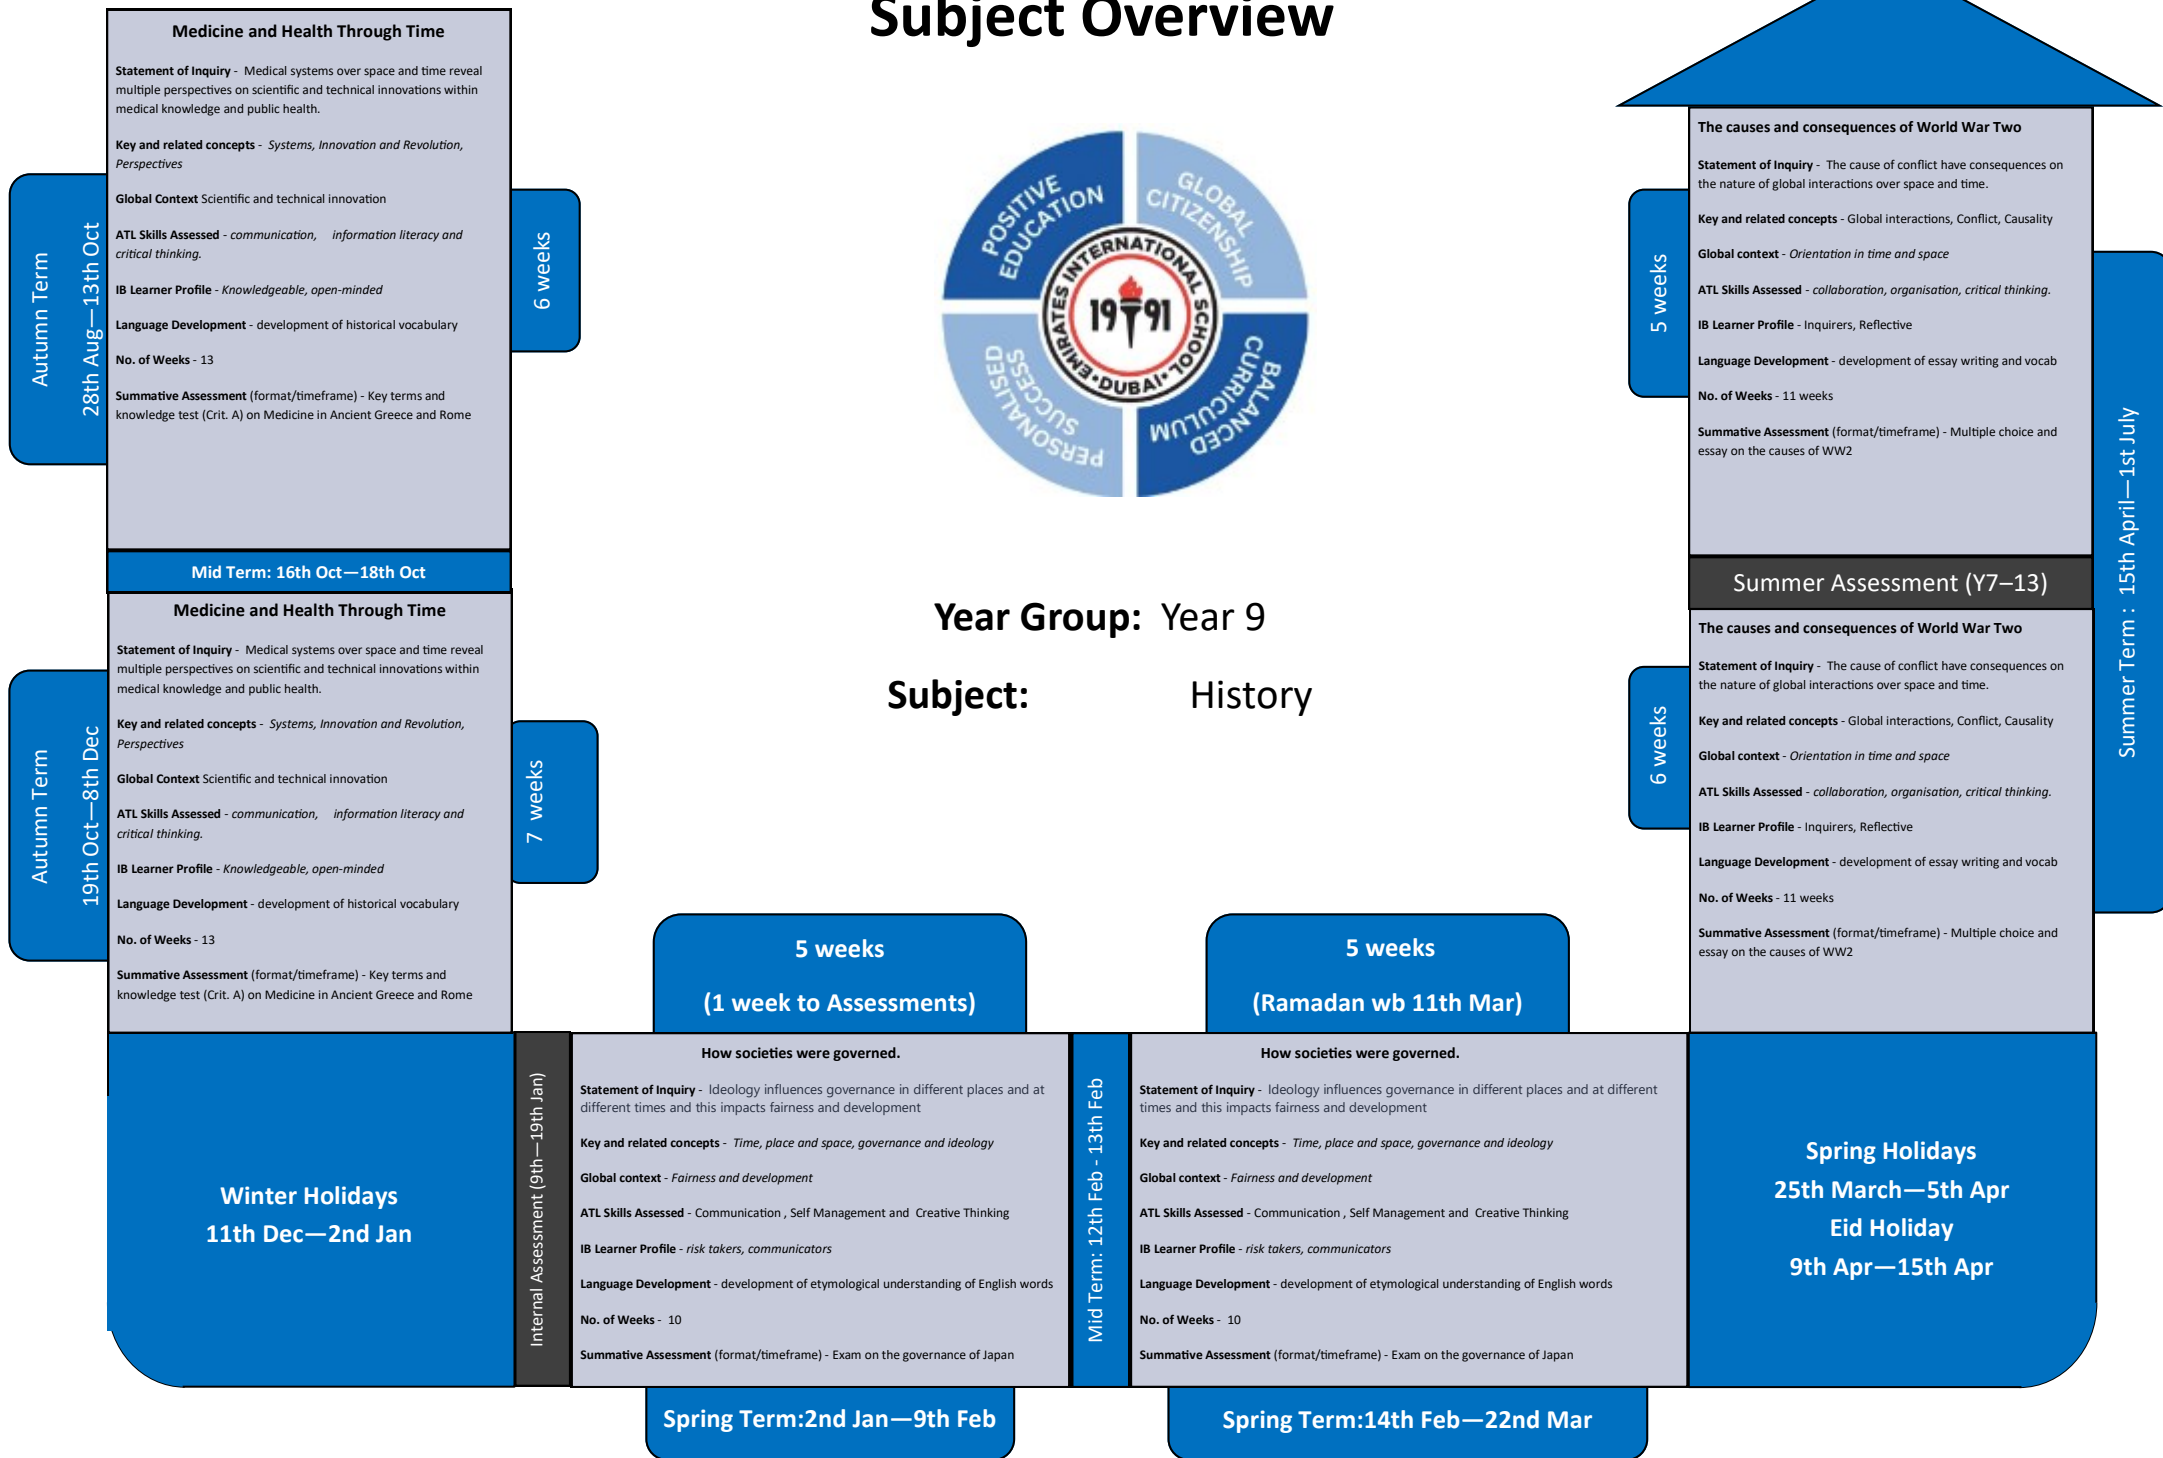 Subject Overview
Medicine and Health Through Time
Statement of Inquiry - Medical systems over space and time reveal
multiple perspectives on scientific and technical innovations within
medical knowledge and public health.
Key and related concepts - Systems, Innovation and Revolution,
Perspectives
Global Context Scientific and technical innovation
ATL Skills Assessed - communication, information literacy and
critical thinking.
IB Learner Profile - Knowledgeable, open-minded
Language Development - development of historical vocabulary
No. of Weeks - 13
Summative Assessment (format/timeframe) - Key terms and
knowledge test (Crit. A) on Medicine in Ancient Greece and Rome
Autumn Term
28th Aug—13th Oct
6 weeks
Mid Term: 16th Oct—18th Oct
Medicine and Health Through Time
Statement of Inquiry - Medical systems over space and time reveal
multiple perspectives on scientific and technical innovations within
medical knowledge and public health.
Key and related concepts - Systems, Innovation and Revolution,
Perspectives
Global Context Scientific and technical innovation
ATL Skills Assessed - communication, information literacy and
critical thinking.
IB Learner Profile - Knowledgeable, open-minded
Language Development - development of historical vocabulary
No. of Weeks - 13
Summative Assessment (format/timeframe) - Key terms and
knowledge test (Crit. A) on Medicine in Ancient Greece and Rome
Autumn Term
19th Oct—8th Dec
7 weeks
Winter Holidays
11th Dec—2nd Jan
Internal Assessment (9th—19th Jan)
POSITIVE
EDUCATION
GLOBAL
CITIZENSHIP
BALANCED
CURRICULUM
PERSONALISED
SUCCESS
EMIRATES INTERNATIONAL SCHOOL
•DUBAI•
1991
Year Group: Year 9
Subject: History
5 weeks
(1 week to Assessments)
How societies were governed.
Statement of Inquiry - Ideology influences governance in different places and at
different times and this impacts fairness and development
Key and related concepts - Time, place and space, governance and ideology
Global context - Fairness and development
ATL Skills Assessed - Communication , Self Management and Creative Thinking
IB Learner Profile - risk takers, communicators
Language Development - development of etymological understanding of English words
No. of Weeks - 10
Summative Assessment (format/timeframe) - Exam on the governance of Japan
Spring Term:2nd Jan—9th Feb
Mid Term: 12th Feb - 13th Feb
5 weeks
(Ramadan wb 11th Mar)
How societies were governed.
Statement of Inquiry - Ideology influences governance in different places and at different
times and this impacts fairness and development
Key and related concepts - Time, place and space, governance and ideology
Global context - Fairness and development
ATL Skills Assessed - Communication , Self Management and Creative Thinking
IB Learner Profile - risk takers, communicators
Language Development - development of etymological understanding of English words
No. of Weeks - 10
Summative Assessment (format/timeframe) - Exam on the governance of Japan
Spring Term:14th Feb—22nd Mar
Spring Holidays
25th March—5th Apr
Eid Holiday
9th Apr—15th Apr
The causes and consequences of World War Two
Statement of Inquiry - The cause of conflict have consequences on
the nature of global interactions over space and time.
Key and related concepts - Global interactions, Conflict, Causality
Global context - Orientation in time and space
ATL Skills Assessed - collaboration, organisation, critical thinking.
IB Learner Profile - Inquirers, Reflective
Language Development - development of essay writing and vocab
No. of Weeks - 11 weeks
Summative Assessment (format/timeframe) - Multiple choice and
essay on the causes of WW2
5 weeks
Summer Assessment (Y7–13)
The causes and consequences of World War Two
Statement of Inquiry - The cause of conflict have consequences on
the nature of global interactions over space and time.
Key and related concepts - Global interactions, Conflict, Causality
Global context - Orientation in time and space
ATL Skills Assessed - collaboration, organisation, critical thinking.
IB Learner Profile - Inquirers, Reflective
Language Development - development of essay writing and vocab
No. of Weeks - 11 weeks
Summative Assessment (format/timeframe) - Multiple choice and
essay on the causes of WW2
6 weeks
Summer Term : 15th April—1st July